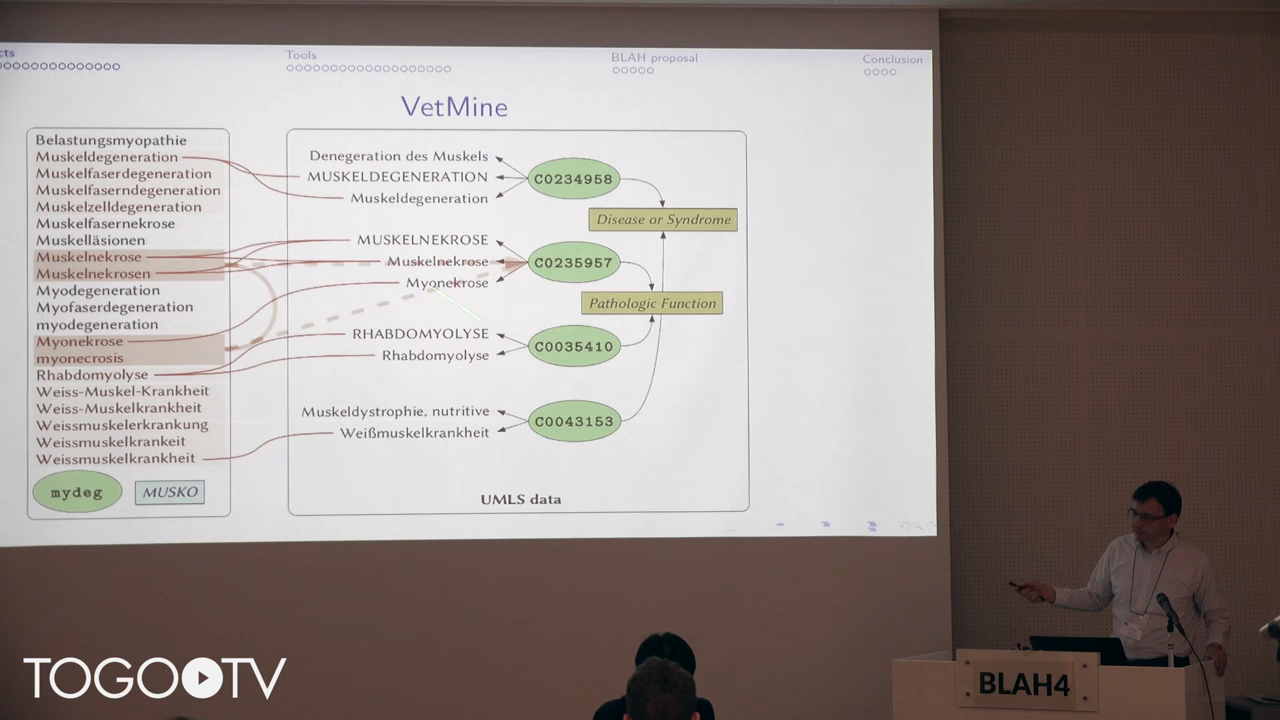 cts
Tools
BLAH proposal
Conclusion
VetMine
Belastungsmyopathie
Muskeldegeneration
Muskelfaserdegeneration
Muskelfaserndegeneration
Muskelzelldegeneration
Muskelfasernekrose
Muskelläsionen
Muskelnekrose
Muskelnekrosen
Myodegeneration
Myofaserdegeneration
myodegeneration
Myonekrose
myonecrosis
Rhabdomyolyse
Weiss-Muskel-Krankheit
Weiss-Muskelkrankheit
Weissmuskelerkrankung
Weissmuskelkrankeit
Weissmuskelkrankheit
mydeg
MUSKO
Denegeration des Muskels
MUSKELDEGENERATION
Muskeldegeneration
C0234958
Disease or Syndrome
MUSKELNEKROSE
Muskelnekrose
Myonekrose
C0235957
Pathologic Function
RHABDOMYOLYSE
Rhabdomyolyse
C0035410
Muskeldystrophie, nutritive
Weißmuskelkrankheit
C0043153
UMLS data
BLAH4
TOGOTV